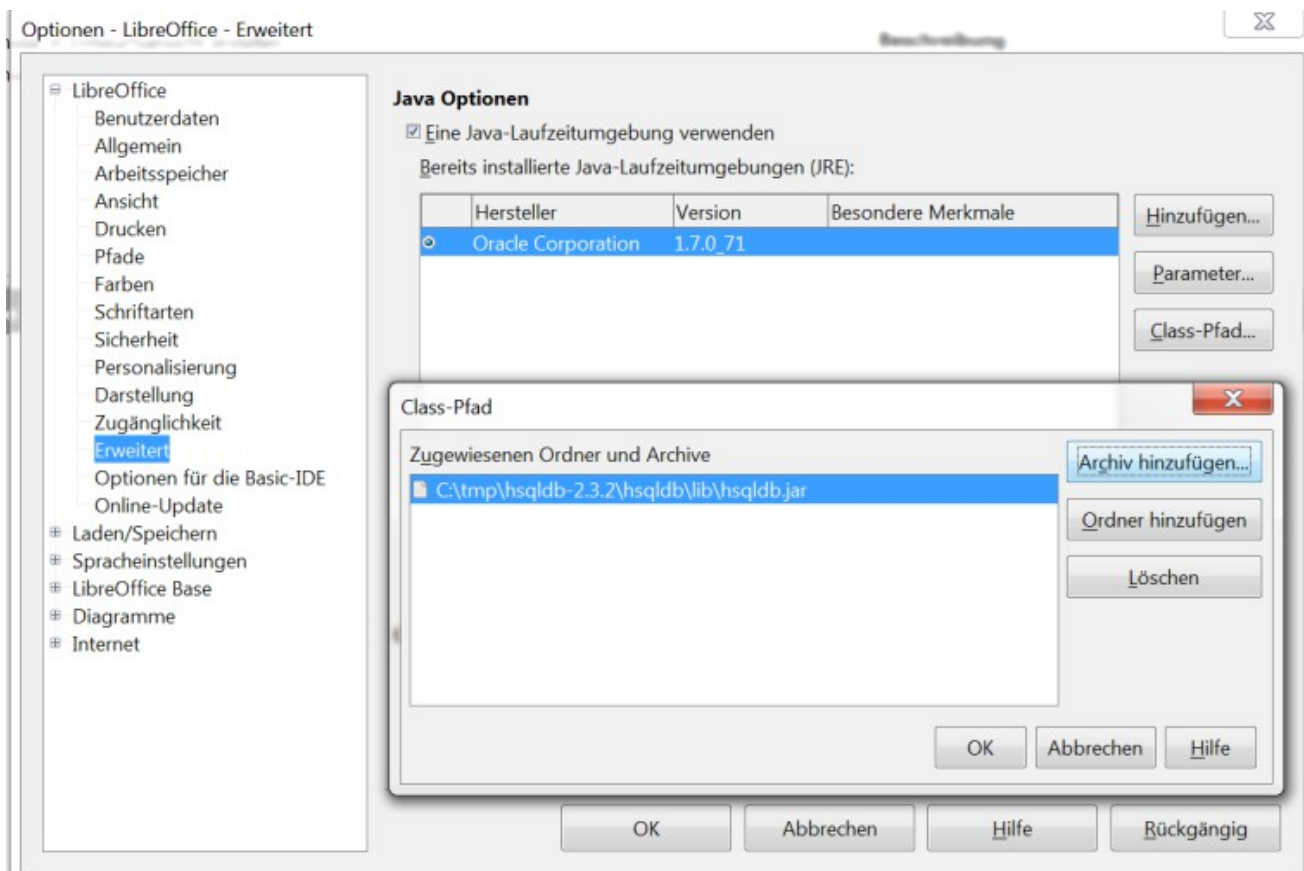 Optionen - LibreOffice - Erweitert
Beschreibung
LibreOffice
Benutzerdaten
Allgemein
Arbeitsspeicher
Ansicht
Drucken
Pfade
Farben
Schriftarten
Sicherheit
Personalisierung
Darstellung
Zugänglichkeit
Erweitert
Optionen für die Basic-IDE
Online-Update
Laden/Speichern
Spracheinstellungen
LibreOffice Base
Diagramme
Internet
Java Optionen
Eine Java-Laufzeitumgebung verwenden
Bereits installierte Java-Laufzeitumgebungen (JRE):
Hersteller Version Besondere Merkmale
Oracle Corporation 1.7.0_71
Hinzufügen...
Parameter...
Class-Pfad...
Class-Pfad
Zugewiesenen Ordner und Archive
C:\tmp\hsqldb-2.3.2\hsqldb\lib\hsqldb.jar
Archiv hinzufügen...
Ordner hinzufügen
Löschen
OK Abbrechen Hilfe
OK Abbrechen Hilfe Rückgängig